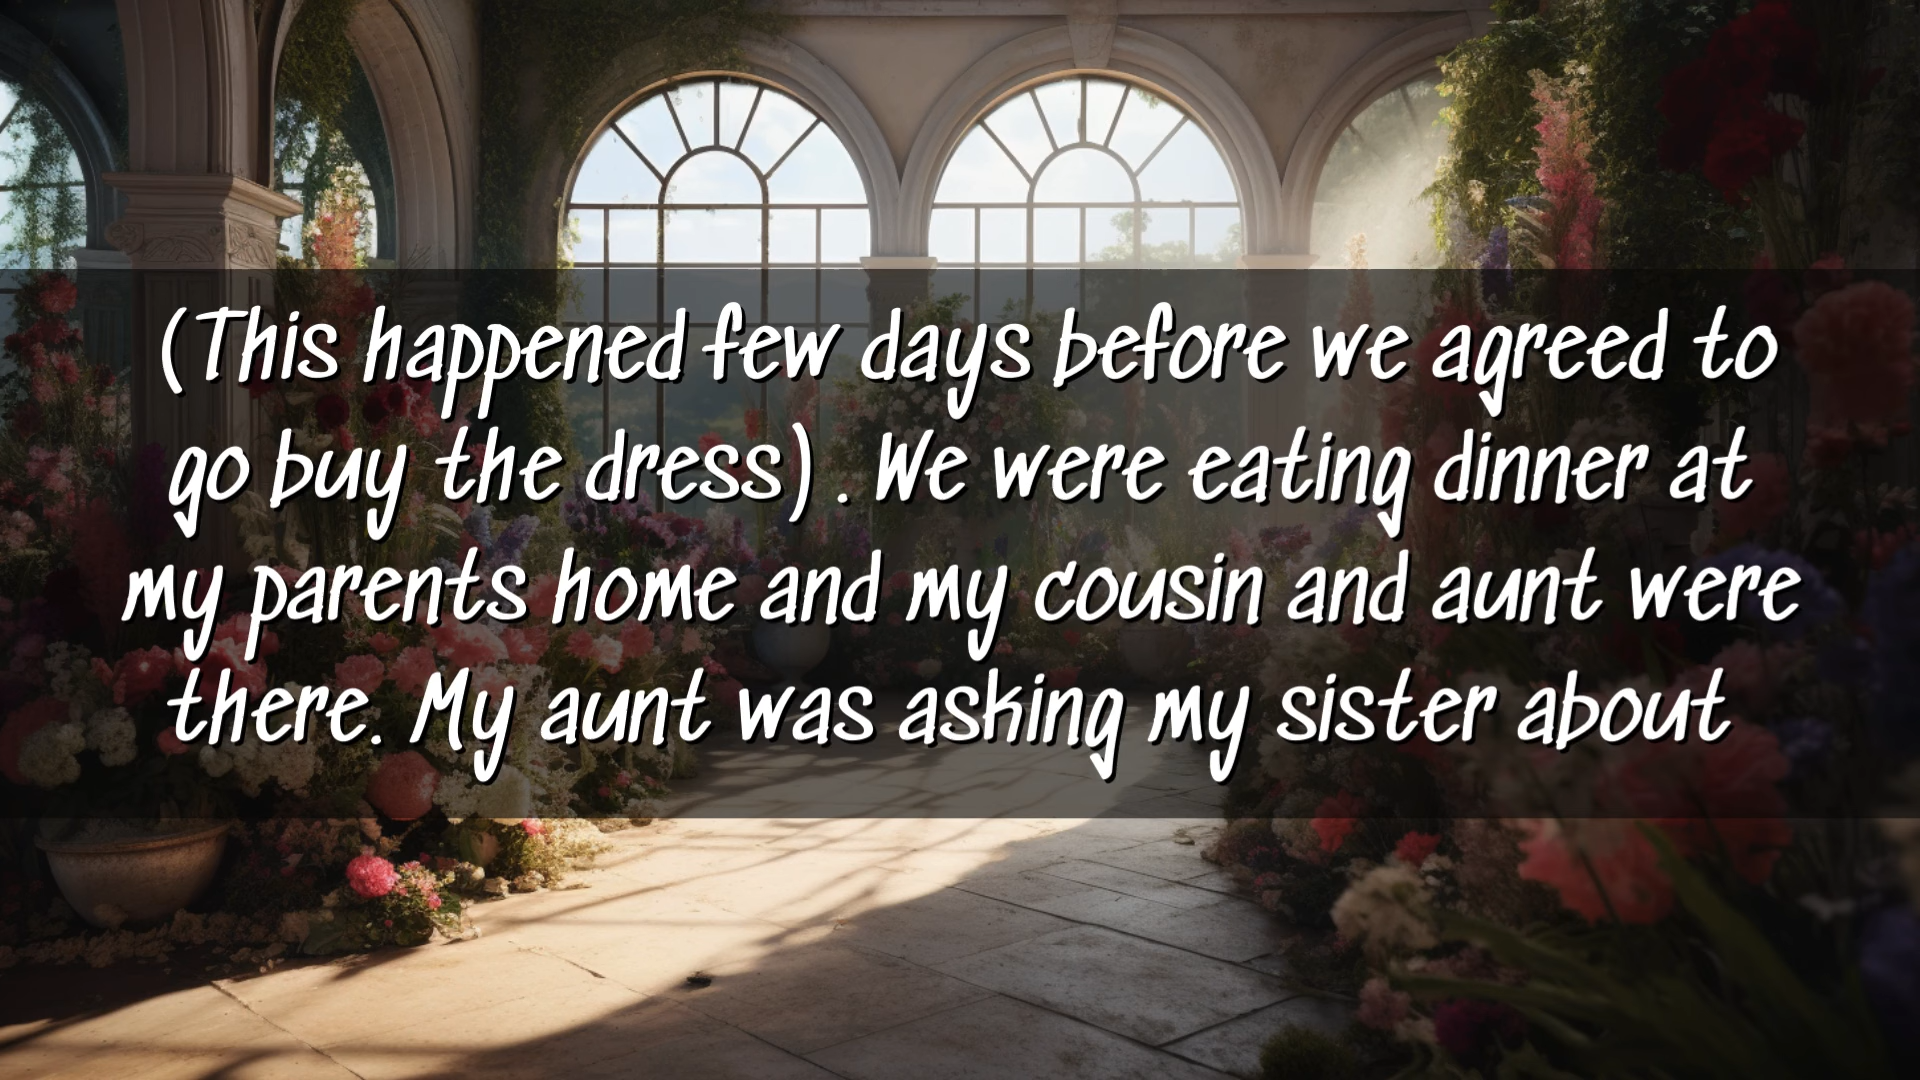 (This happened few days before we agreed to
go buy the dress) . We were eating dinner at
my parents home and my cousin and aunt were
there. My aunt was asking my sister about